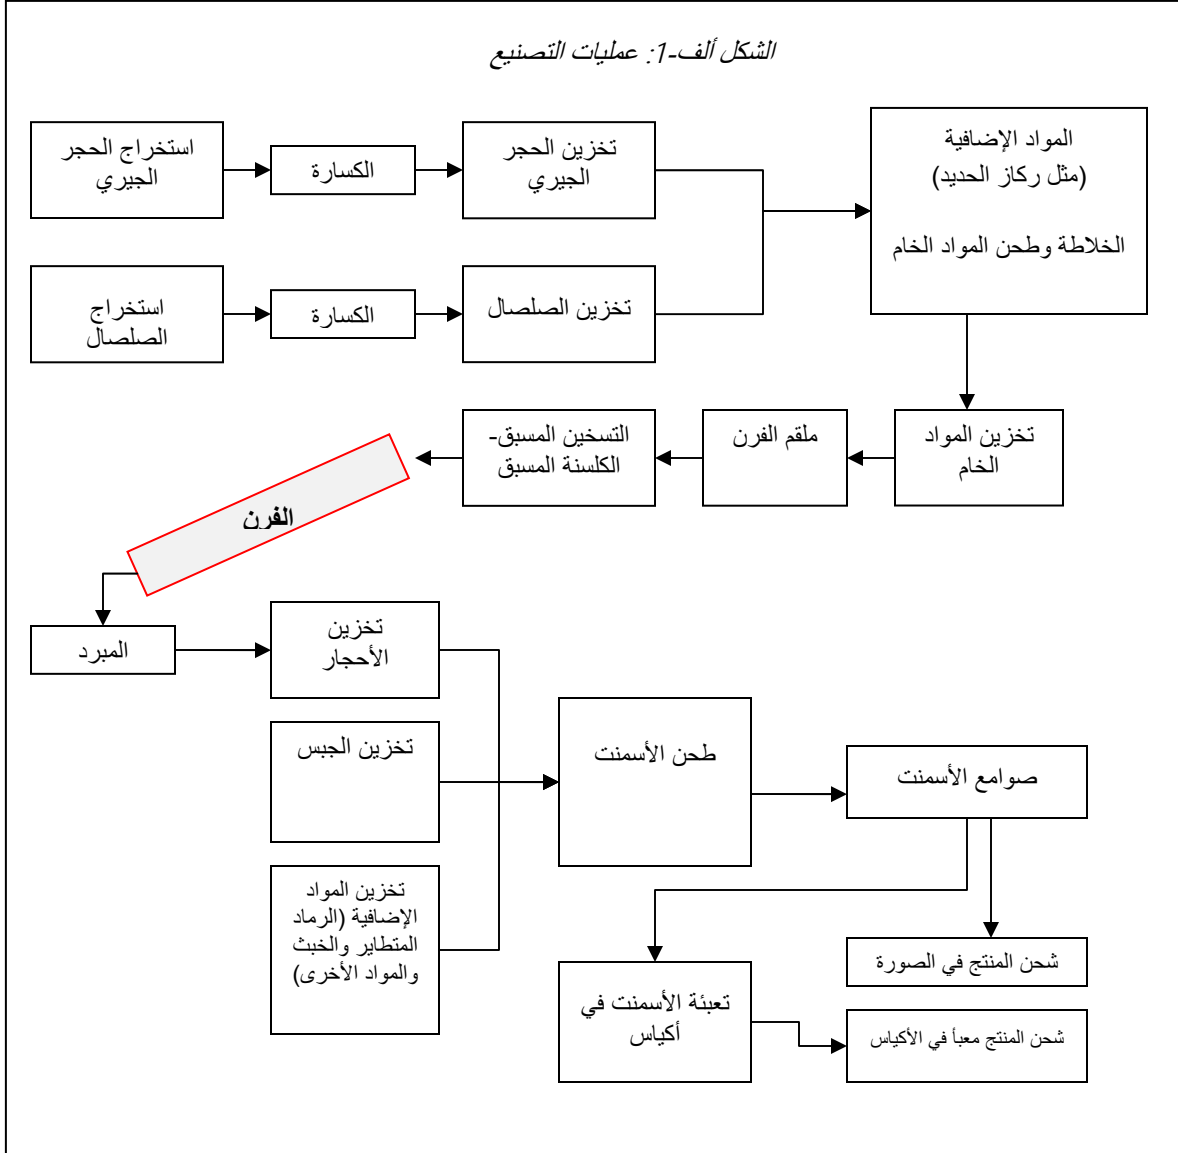 الشكل ألف-1: عمليات التصنيع
استخراج الحجر
الجيري
الكسارة
تخزين الحجر
الجيري
المواد الإضافية
(مثل ركاز الحديد)
الخلاطة وطحن المواد الخام
استخراج
الصلصال
الكسارة
تخزين الصلصال
تخزين المواد
الخام
ملقم الفرن
التسخين المسبق-
الكلسنة المسبق
الفرن
المبرد
تخزين
الأحجار
تخزين الجبس
تخزين المواد
الإضافية (الرماد
المتطاير والخبث
والمواد الأخرى)
طحن الأسمنت
صوامع الأسمنت
شحن المنتج في الصورة
تعبئة الأسمنت في
أكياس
شحن المنتج معبأ في الأكياس